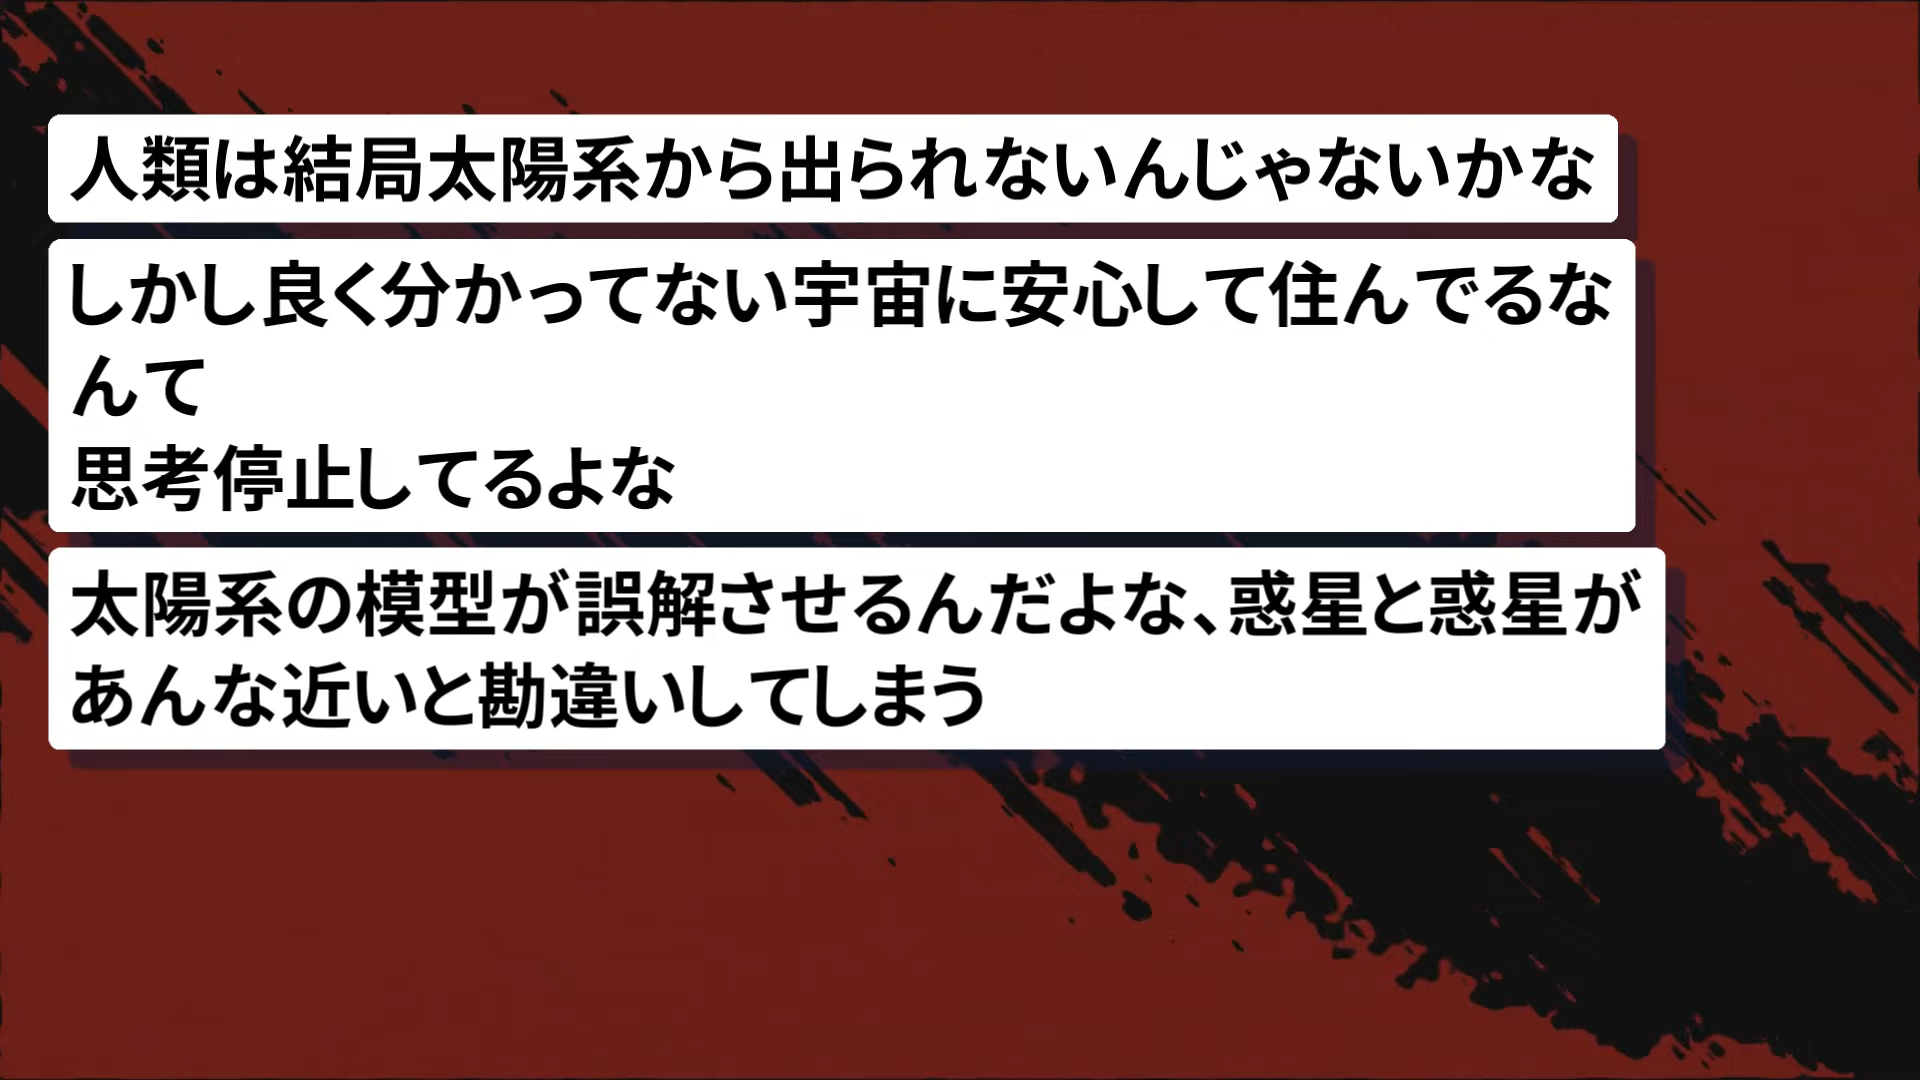 人類は結局太陽系から出られないんじゃないかな
しかし良く分かってない宇宙に安心して住んでるな
んて
思考停止してるよな
太陽系の模型が誤解させるんだよな、惑星と惑星が
あんな近いと勘違いしてしまう